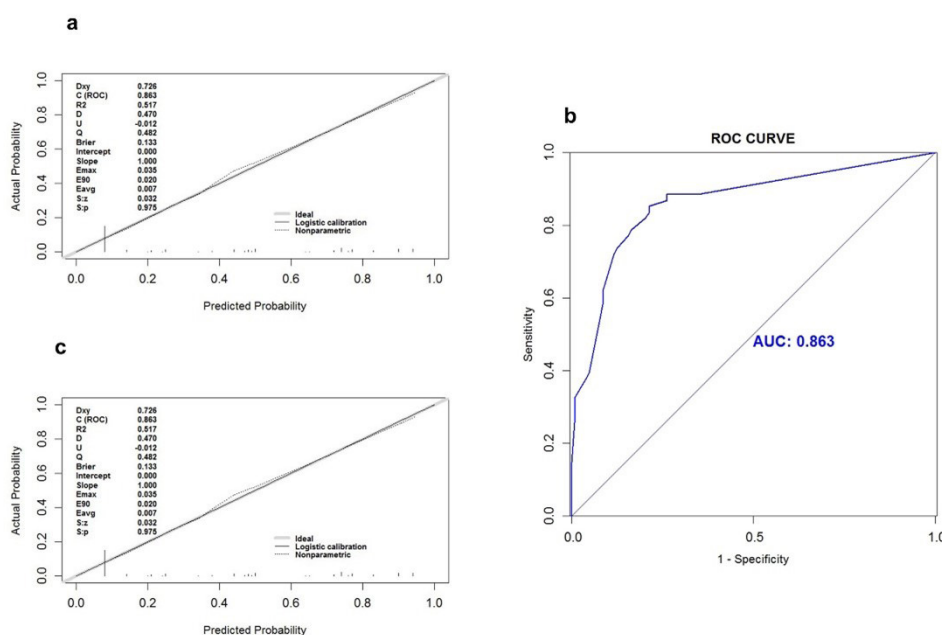 a
Dxy 0.726
C (ROC) 0.863
R2 0.517
D 0.470
U -0.012
Q 0.482
Brier 0.133
Intercept 0.000
Slope 1.000
Emax 0.035
E90 0.020
Eavg 0.007
S:z 0.032
S:p 0.975
Ideal
Logistic calibration
Nonparametric
Actual Probability
0.0 0.2 0.4 0.6 0.8 1.0
0.0 0.2 0.4 0.6 0.8 1.0
Predicted Probability
b
ROC CURVE
Sensitivity
0.0 0.2 0.4 0.6 0.8 1.0
AUC: 0.863
0.0 0.5 1.0
1 - Specificity
c
Dxy 0.726
C (ROC) 0.863
R2 0.517
D 0.470
U -0.012
Q 0.482
Brier 0.133
Intercept 0.000
Slope 1.000
Emax 0.035
E90 0.020
Eavg 0.007
S:z 0.032
S:p 0.975
Ideal
Logistic calibration
Nonparametric
Actual Probability
0.0 0.2 0.4 0.6 0.8 1.0
0.0 0.2 0.4 0.6 0.8 1.0
Predicted Probability